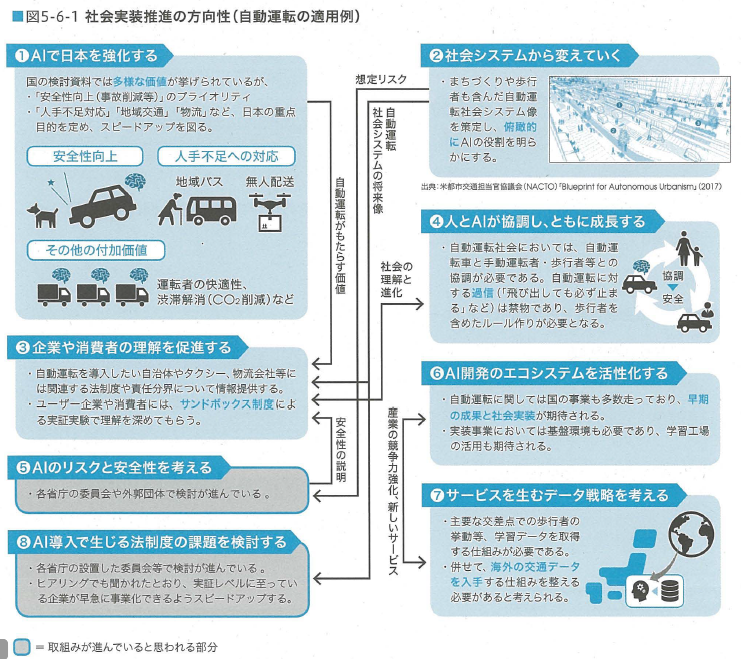 ■図5-6-1 社会実装推進の方向性（自動運転の適用例）
❶AIで日本を強化する
国の検討資料では多様な価値が挙げられているが、
・「安全性向上（事故削減等）」のプライオリティ
・「人手不足対応」「地域交通」「物流」など、日本の重点
目的を定め、スピードアップを図る。
安全性向上
人手不足への対応
地域バス
無人配送
その他の付加価値
運転者の快適性、
渋滞解消（CO₂削減）など
❷社会システムから変えていく
・まちづくりや歩行
者も含んだ自動運
転社会システム像
を策定し、俯瞰的
にAIの役割を明ら
かにする。
出典：米都市交通担当官協議会（NACTO）「Blueprint for Autonomous Urbanism」（2017）
想定リスク
自動運転
社会システムの将来像
自動運転がもたらす価値
社会の
理解と
進化
❸企業や消費者の理解を促進する
・自動運転を導入したい自治体やタクシー、物流会社等に
は関連する法制度や責任分界について情報提供する。
・ユーザー企業や消費者には、サンドボックス制度によ
る実証実験で理解を深めてもらう。
❹人とAIが協調し、ともに成長する
・自動運転社会においては、自動運
転車と手動運転者・歩行者等との
協調が必要である。自動運転に対
する過信（「飛び出しても必ず止ま
る」など）は禁物であり、歩行者を
含めたルール作りが必要となる。
協調
安全
安全性の説明
❺AIのリスクと安全性を考える
・各省庁の委員会や外郭団体で検討が進んでいる 。
❻AI開発のエコシステムを活性化する
・自動運転に関しては国の事業も多数走っており、早期
の成果と社会実装が期待される。
・実装事業においては基盤環境も必要であり、学習工場
の活用も期待される。
産業の競争力強化、新しいサービス
❼サービスを生むデータ戦略を考える
・主要な交差点での歩行者の
挙動等、学習データを取得
する仕組みが必要である。
・併せて、海外の交通データ
を入手する仕組みを整える
必要があると考えられる。
❽AI導入で生じる法制度の課題を検討する
・各省庁の設置した委員会等で検討が進んでいる 。
・ヒアリングでも聞かれたとおり、実証レベルに至ってい
る企業が早急に事業化できるようスピードアップする。
＝ 取組みが進んでいると思われる部分